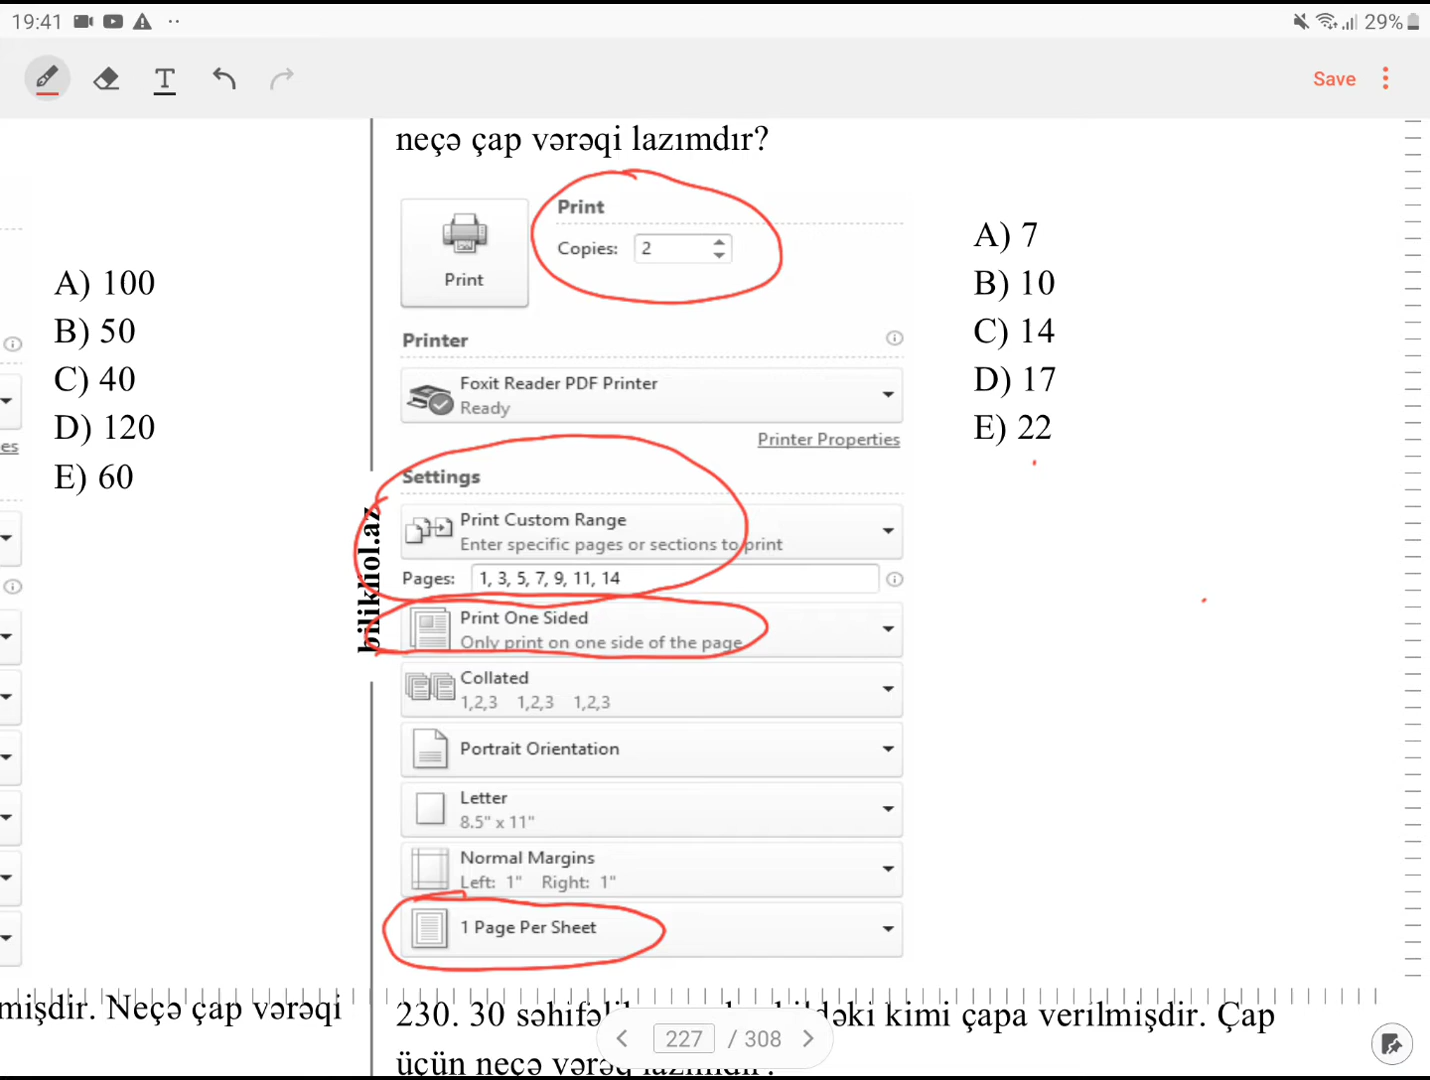 19:41
29%
T
Save
neçə çap vərəqi lazımdır?
A) 100
B) 50
C) 40
D) 120
E) 60
es
bilikhol.az
Print
Print
Copies: 2
Printer
Foxit Reader PDF Printer
Ready
Printer Properties
Settings
Print Custom Range
Enter specific pages or sections to print
Pages: 1, 3, 5, 7, 9, 11, 14
Print One Sided
Only print on one side of the page
Collated
1,2,3 1,2,3 1,2,3
Portrait Orientation
Letter
8.5" x 11"
Normal Margins
Left: 1" Right: 1"
1 Page Per Sheet
A) 7
B) 10
C) 14
D) 17
E) 22
mişdir. Neçə çap vərəqi
230. 30 kimi çapa verilmişdir. Çap
üçün neçə
227 / 308